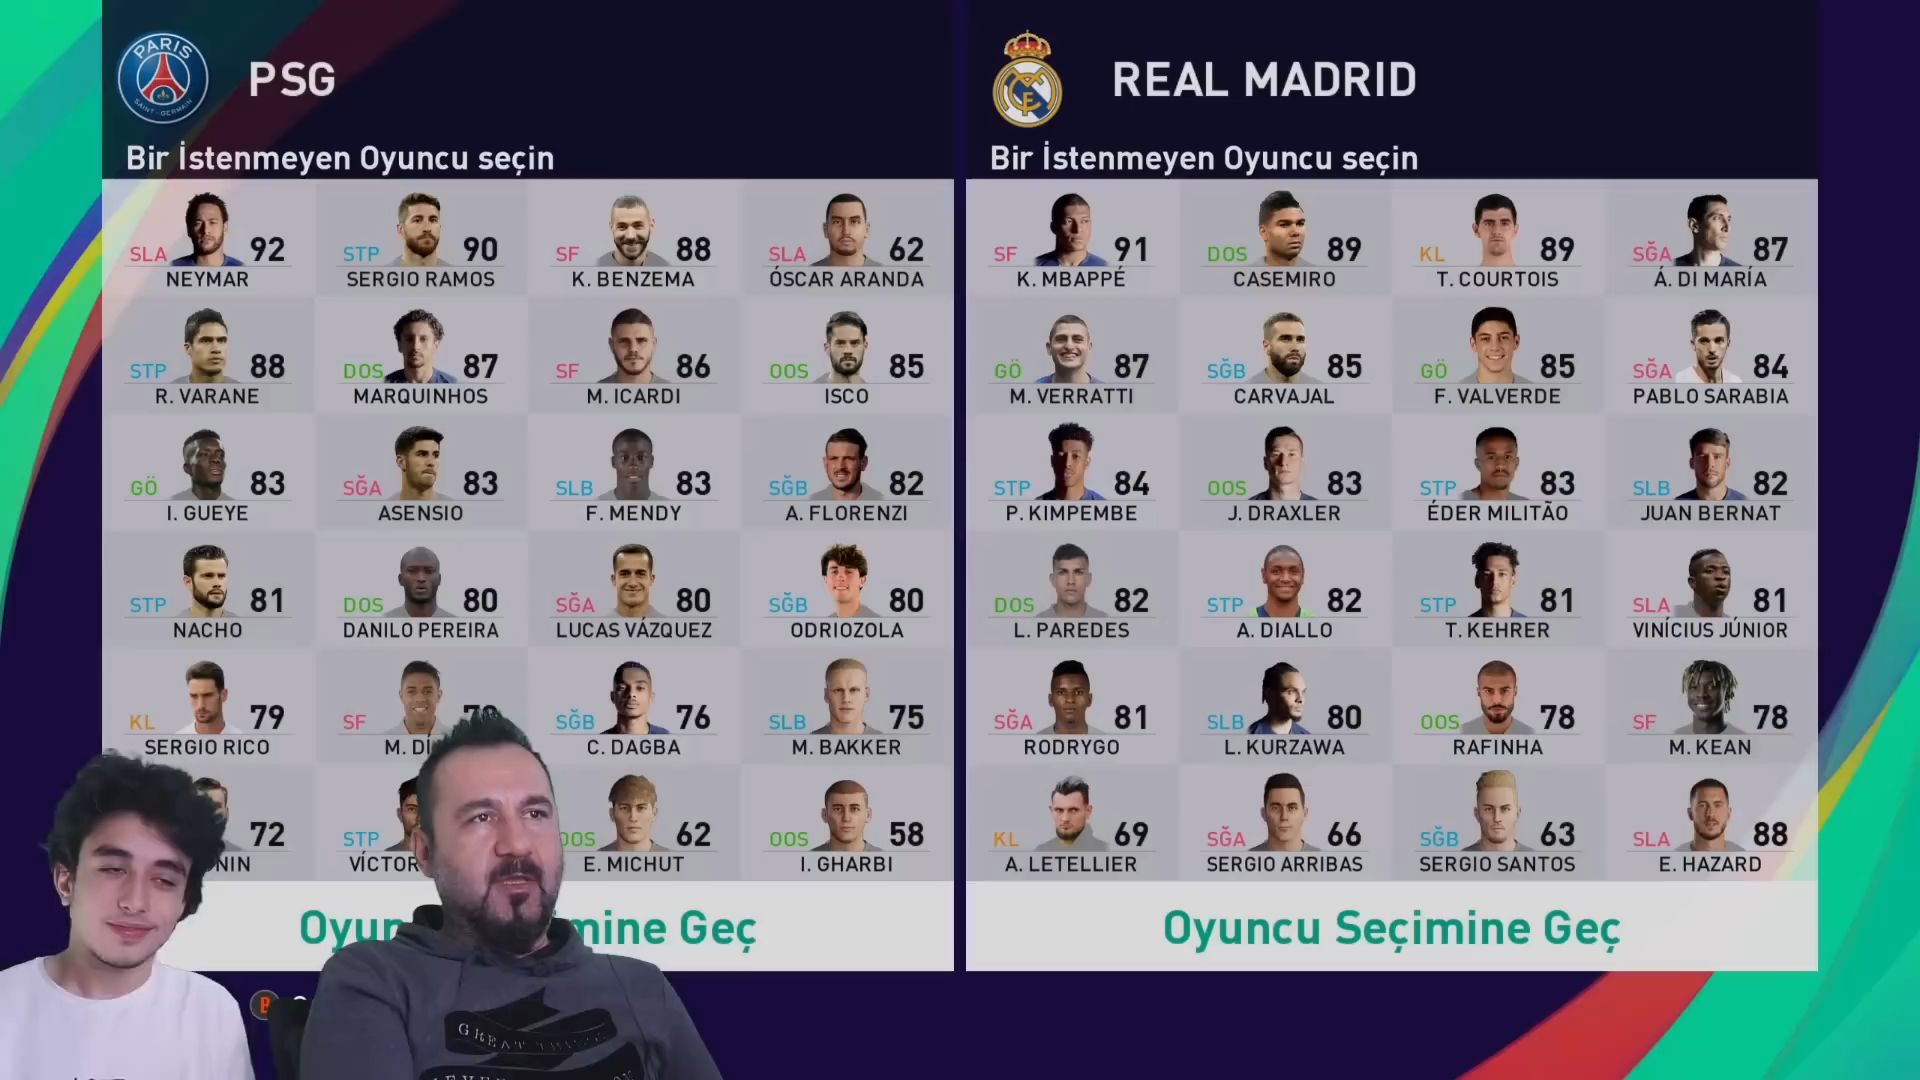 PARIS
SAINT-GERMAIN
PSG
Bir İstenmeyen Oyuncu seçin
SLA 92 STP 90 SF 88 SLA 62
NEYMAR SERGIO RAMOS K. BENZEMA ÓSCAR ARANDA
STP 88 DOS 87 SF 86 OOS 85
R. VARANE MARQUINHOS M. ICARDI ISCO
GÖ 83 SĞA 83 SLB 83 SĞB 82
I. GUEYE ASENSIO F. MENDY A. FLORENZI
STP 81 DOS 80 SĞA 80 SĞB 80
NACHO DANILO PEREIRA LUCAS VÁZQUEZ ODRIOZOLA
KL 79 SF SĞB 76 SLB 75
SERGIO RICO C. DAGBA M. BAKKER
72 STP OOS 62 OOS 58
VÍCTOR E. MICHUT I. GHARBI
Geç
REAL MADRID
Bir İstenmeyen Oyuncu seçin
SF 91 DOS 89 KL 89 SĞA 87
K. MBAPPÉ CASEMIRO T. COURTOIS Á. DI MARÍA
GÖ 87 SĞB 85 GÖ 85 SĞA 84
M. VERRATTI CARVAJAL F. VALVERDE PABLO SARABIA
STP 84 OOS 83 STP 83 SLB 82
P. KIMPEMBE J. DRAXLER ÉDER MILITÃO JUAN BERNAT
DOS 82 STP 82 STP 81 SLA 81
L. PAREDES A. DIALLO T. KEHRER VINÍCIUS JÚNIOR
SĞA 81 SLB 80 OOS 78 SF 78
RODRYGO L. KURZAWA RAFINHA M. KEAN
KL 69 SĞA 66 SĞB 63 SLA 88
A. LETELLIER SERGIO ARRIBAS SERGIO SANTOS E. HAZARD
Oyuncu Seçimine Geç
B
GREAT